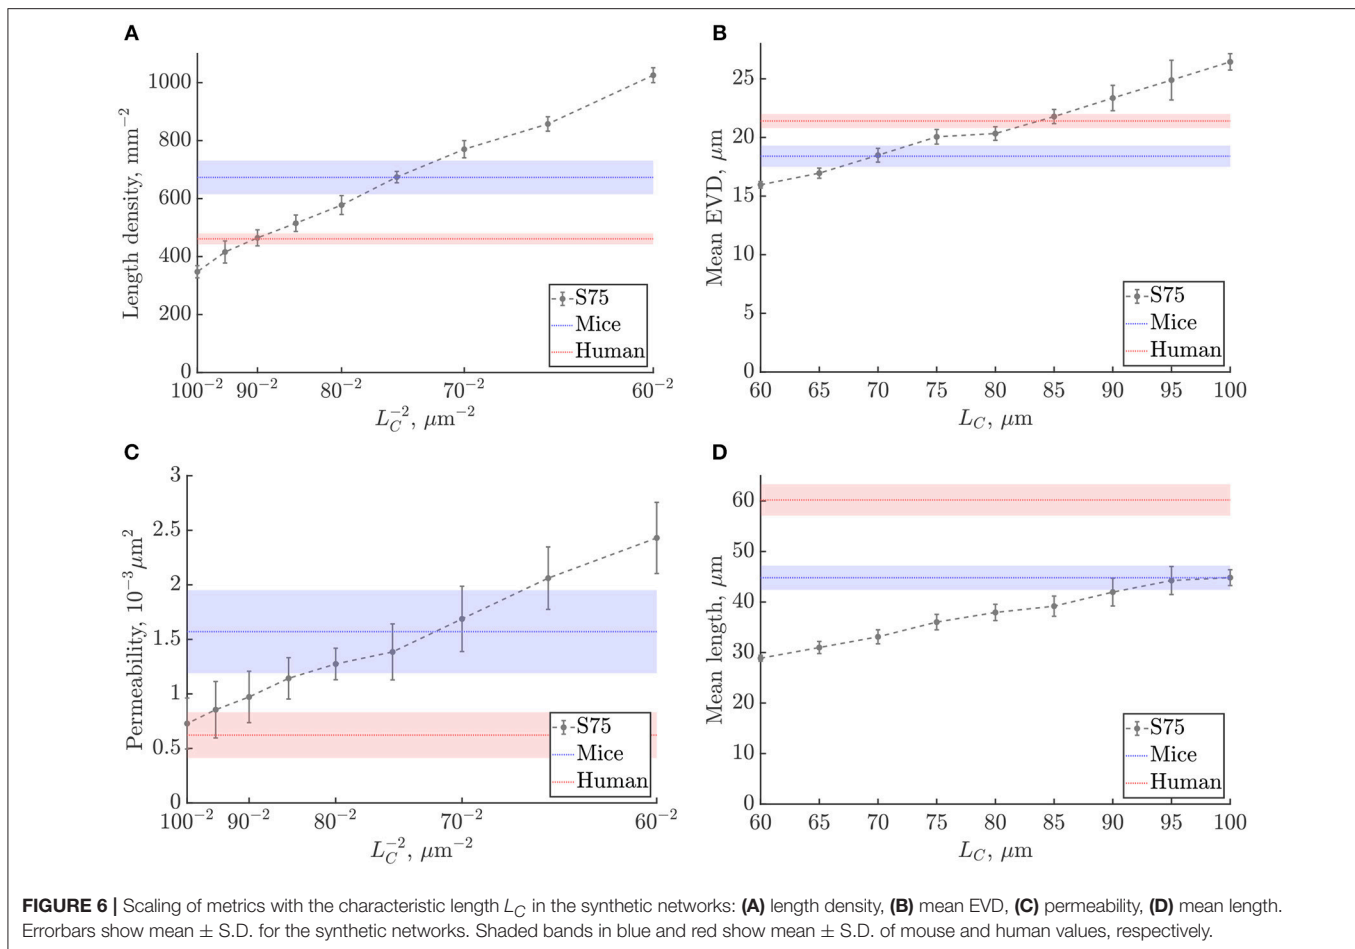 A
Length density, mm−2
1000
800
600
400
200
0
100−2 90−2 80−2 70−2 60−2
L_C^−2, μm−2
S75
Mice
Human
B
Mean EVD, μm
25
20
15
10
5
0
60 65 70 75 80 85 90 95 100
L_C, μm
S75
Mice
Human
C
Permeability, 10−3 μm2
3
2.5
2
1.5
1
0.5
0
100−2 90−2 80−2 70−2 60−2
L_C^−2, μm−2
S75
Mice
Human
D
Mean length, μm
60
50
40
30
20
10
0
60 65 70 75 80 85 90 95 100
L_C, μm
S75
Mice
Human
FIGURE 6 | Scaling of metrics with the characteristic length L_C in the synthetic networks: (A) length density, (B) mean EVD, (C) permeability, (D) mean length.
Errorbars show mean ± S.D. for the synthetic networks. Shaded bands in blue and red show mean ± S.D. of mouse and human values, respectively.